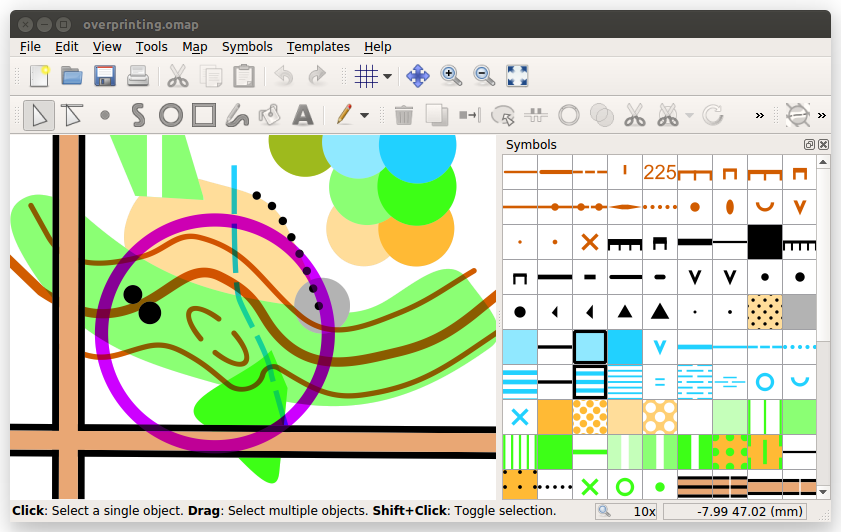 overprinting.omap
File Edit View Tools Map Symbols Templates Help
Symbols
225
Click: Select a single object. Drag: Select multiple objects. Shift+Click: Toggle selection.
10x
-7.99 47.02 (mm)